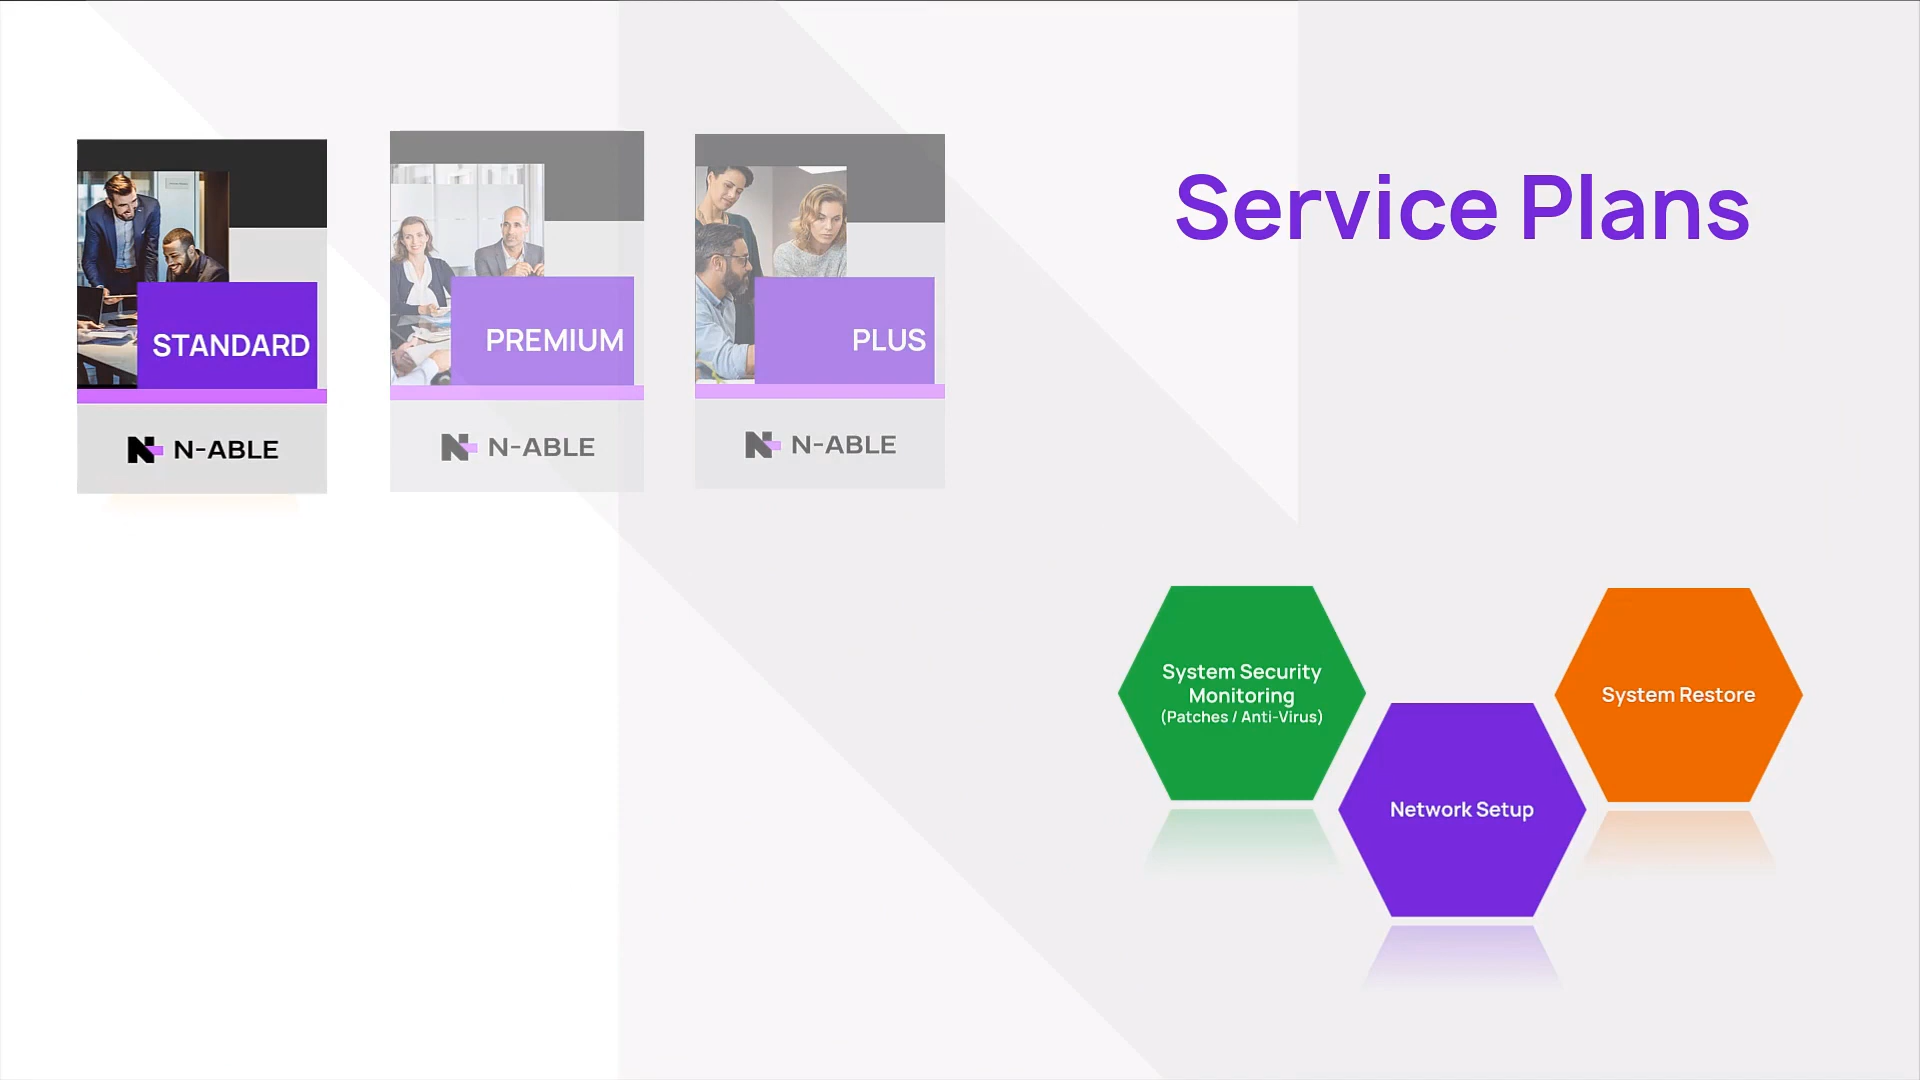 Service Plans
STANDARD
N-ABLE
PREMIUM
N-ABLE
PLUS
N-ABLE
System Security
Monitoring
(Patches / Anti-Virus)
Network Setup
System Restore